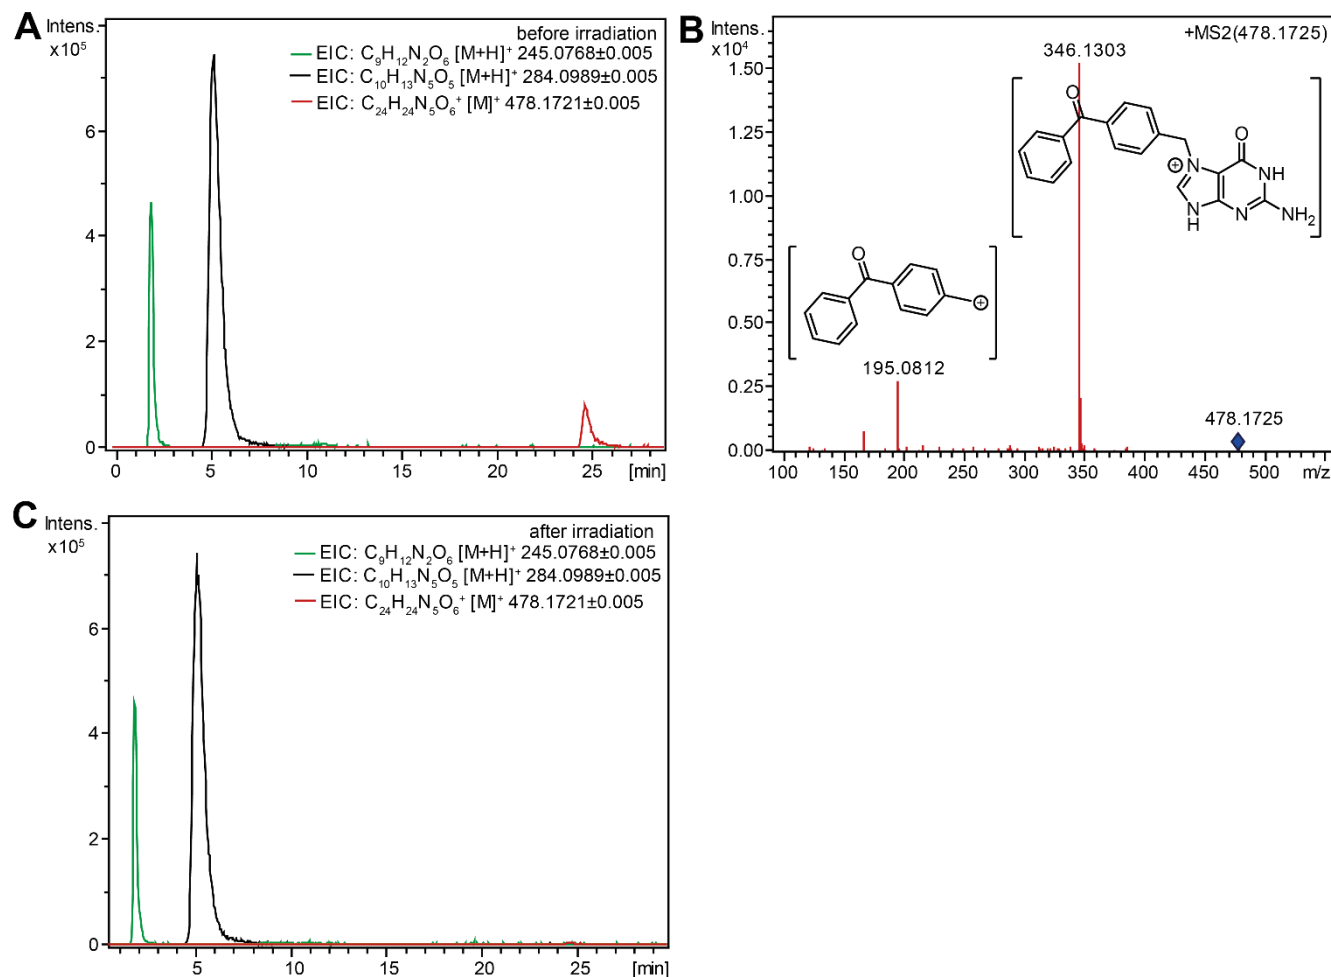 A
Intens.
x10⁵
before irradiation
EIC: C₉H₁₂N₂O₆ [M+H]⁺ 245.0768±0.005
EIC: C₁₀H₁₃N₅O₅ [M+H]⁺ 284.0989±0.005
EIC: C₂₄H₂₄N₅O₆⁺ [M]⁺ 478.1721±0.005
6
4
2
0
0 5 10 15 20 25 [min]
B
Intens.
x10⁴
+MS2(478.1725)
346.1303
1.50
1.25
1.00
0.75
0.50
0.25
0.00
O
O
N
⊕
NH
N
H
N
NH₂
O
⊕
195.0812
478.1725
100 150 200 250 300 350 400 450 500 m/z
C
Intens.
x10⁵
after irradiation
EIC: C₉H₁₂N₂O₆ [M+H]⁺ 245.0768±0.005
EIC: C₁₀H₁₃N₅O₅ [M+H]⁺ 284.0989±0.005
EIC: C₂₄H₂₄N₅O₆⁺ [M]⁺ 478.1721±0.005
6
4
2
0
5 10 15 20 25 [min]